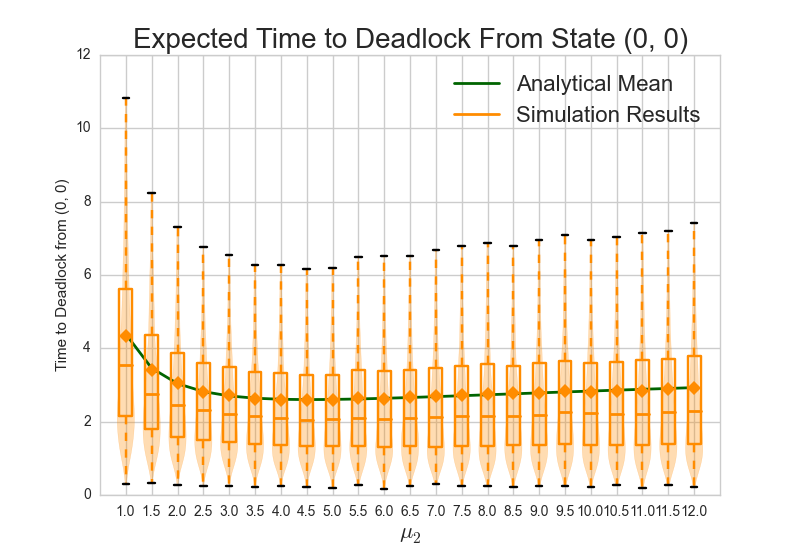 Expected Time to Deadlock From State (0, 0)
12
10
8
6
4
2
0
Time to Deadlock from (0, 0)
Analytical Mean
Simulation Results
1.0 1.5 2.0 2.5 3.0 3.5 4.0 4.5 5.0 5.5 6.0 6.5 7.0 7.5 8.0 8.5 9.0 9.5 10.0 10.5 11.0 11.5 12.0
μ₂